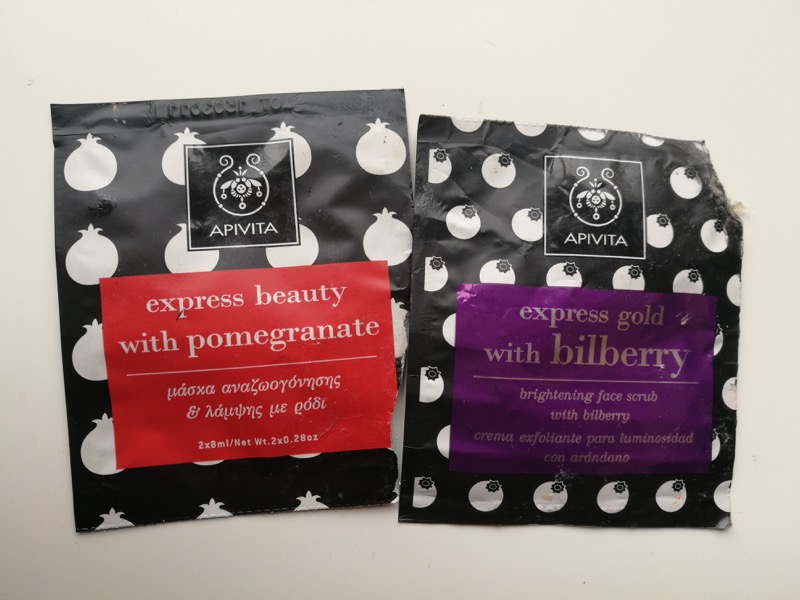 APIVITA
express beauty
with pomegranate
μάσκα αναζωογόνησης
& λάμψης με ρόδι
2x8ml/Net Wt.2x0.28oz
APIVITA
express gold
with bilberry
brightening face scrub
with bilberry
crema exfoliante para luminosidad
con arándano